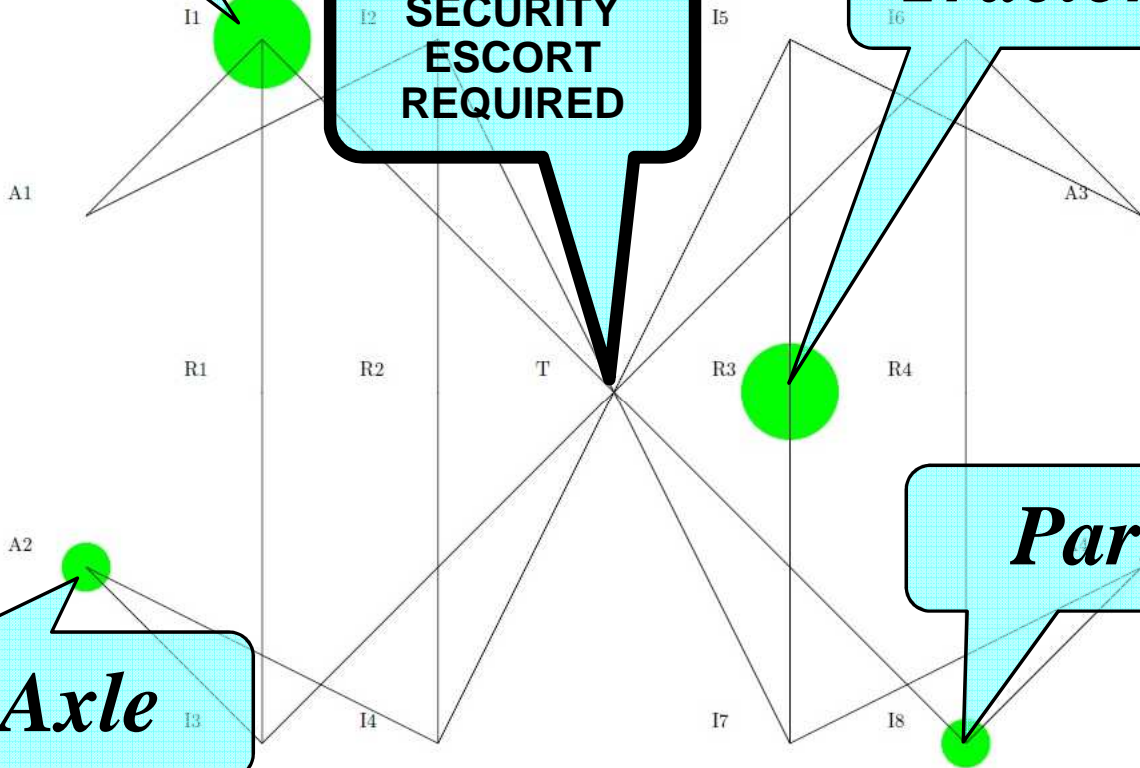 I1
I2
SECURITY
ESCORT
REQUIRED
I5
I6
A1
A3
R1
R2
T
R3
R4
A2
Par
Axle
I3
I4
I7
I8